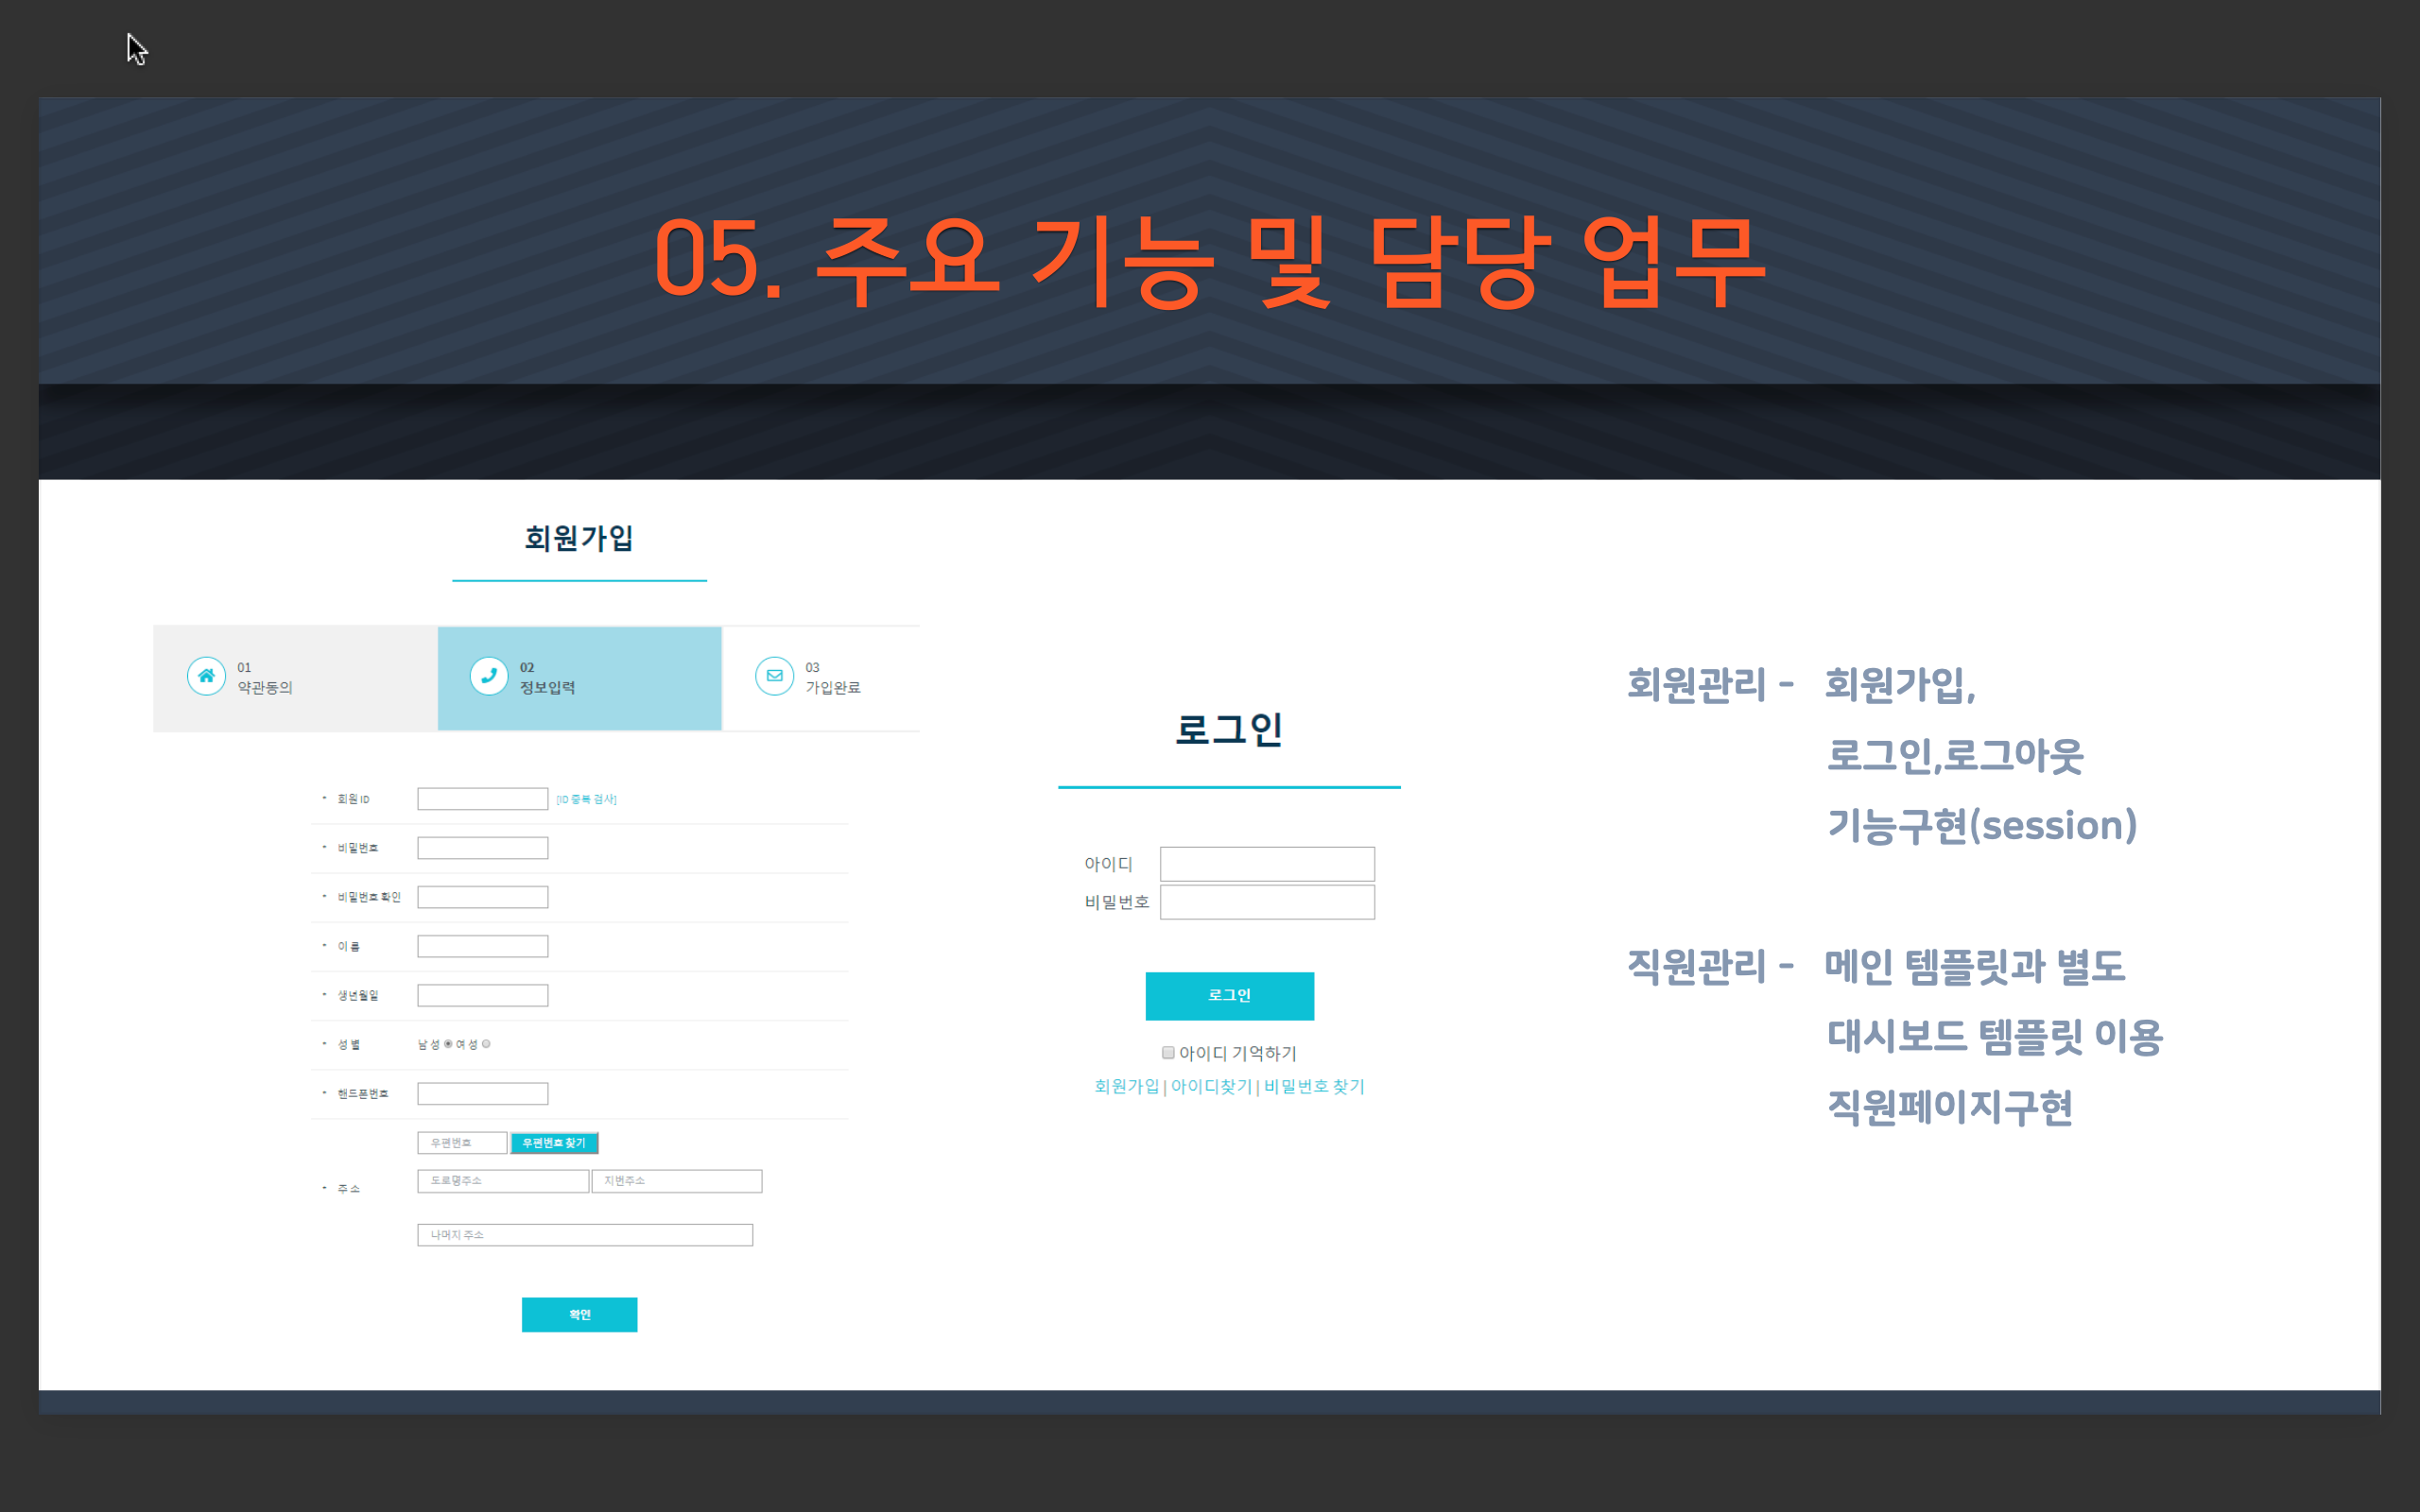 05. 주요 기능 및 담당 업무
회원가입
01
약관동의
02
정보입력
03
가입완료
회원 ID [ID 중복 검사]
비밀번호
비밀번호 확인
이 름
생년월일
성 별 남 성 여 성
핸드폰번호
우편번호 우편번호 찾기
주 소
도로명주소 지번주소
나머지 주소
확인
로그인
아이디
비밀번호
로그인
아이디 기억하기
회원가입 | 아이디찾기 | 비밀번호 찾기
회원관리 - 회원가입,
로그인,로그아웃
기능구현(session)
직원관리 - 메인 템플릿과 별도
대시보드 템플릿 이용
직원페이지구현